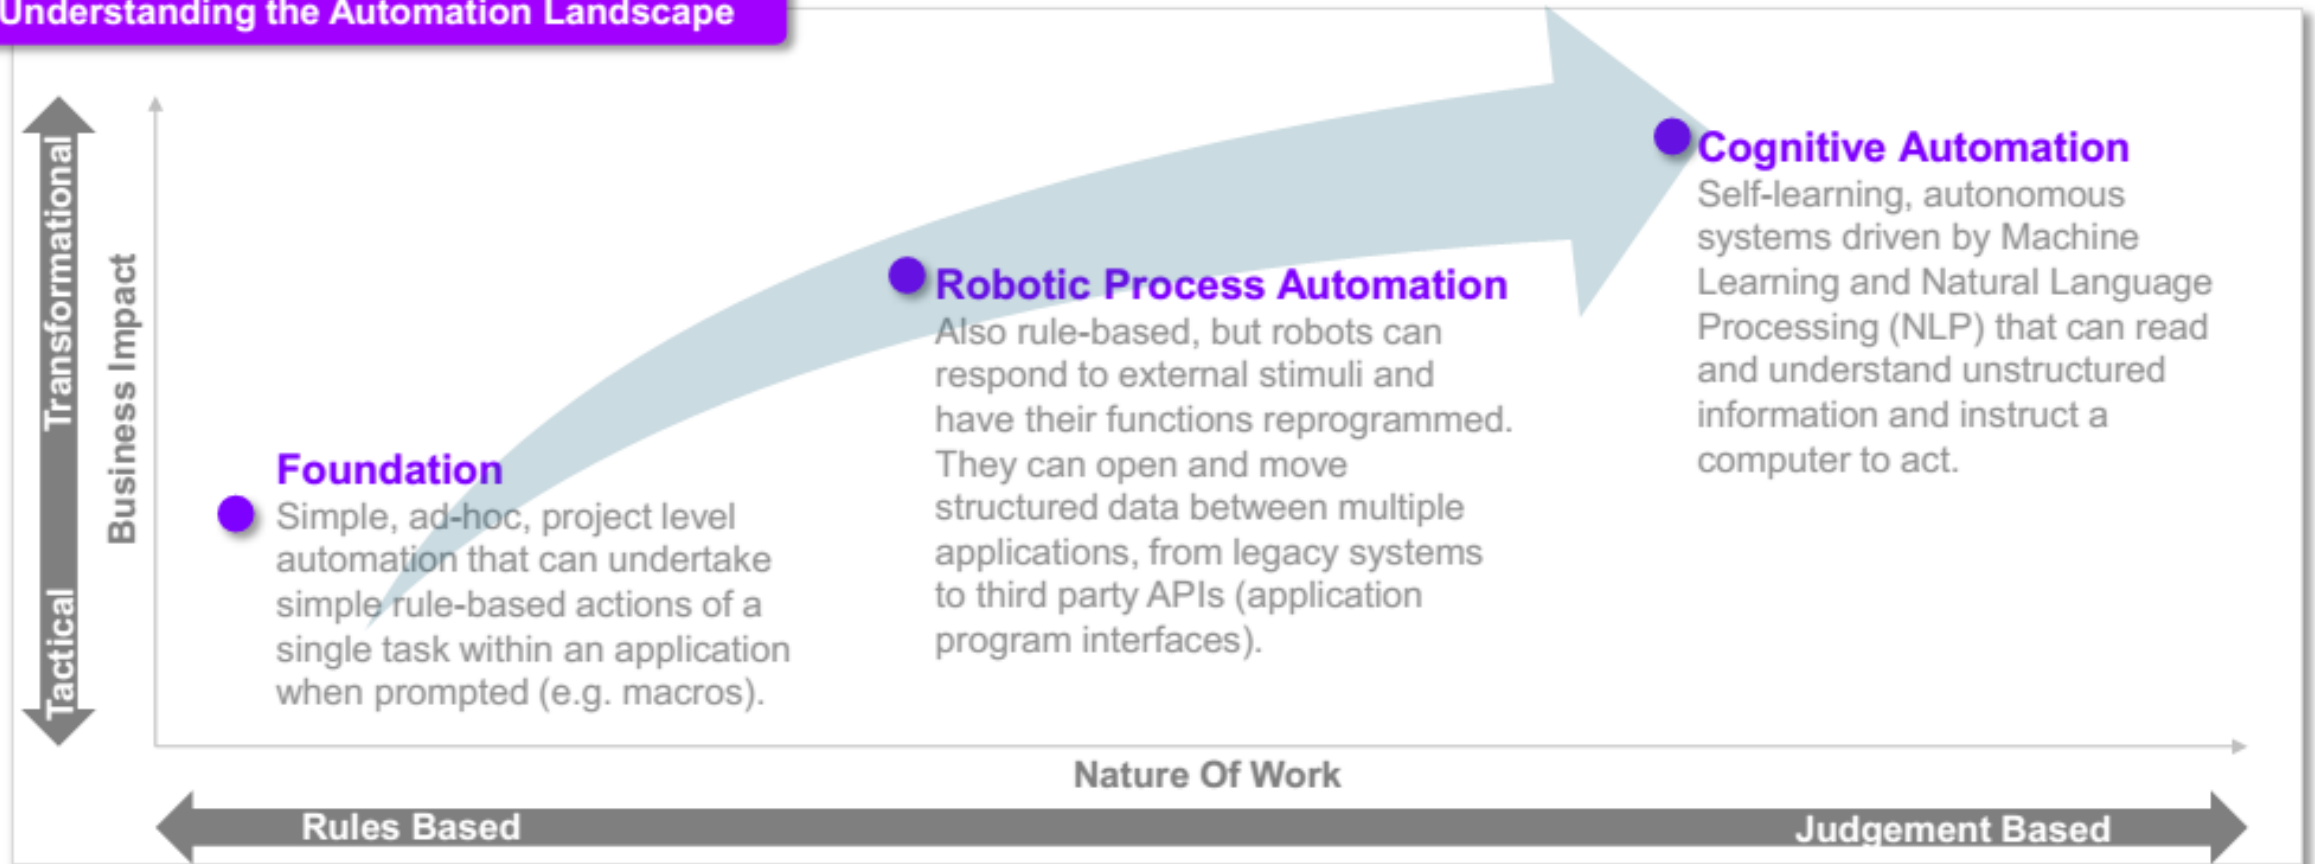 Understanding the Automation Landscape
Transformational
Tactical
Business Impact
Foundation
Simple, ad-hoc, project level
automation that can undertake
simple rule-based actions of a
single task within an application
when prompted (e.g. macros).
Robotic Process Automation
Also rule-based, but robots can
respond to external stimuli and
have their functions reprogrammed.
They can open and move
structured data between multiple
applications, from legacy systems
to third party APIs (application
program interfaces).
Cognitive Automation
Self-learning, autonomous
systems driven by Machine
Learning and Natural Language
Processing (NLP) that can read
and understand unstructured
information and instruct a
computer to act.
Nature Of Work
Rules Based
Judgement Based